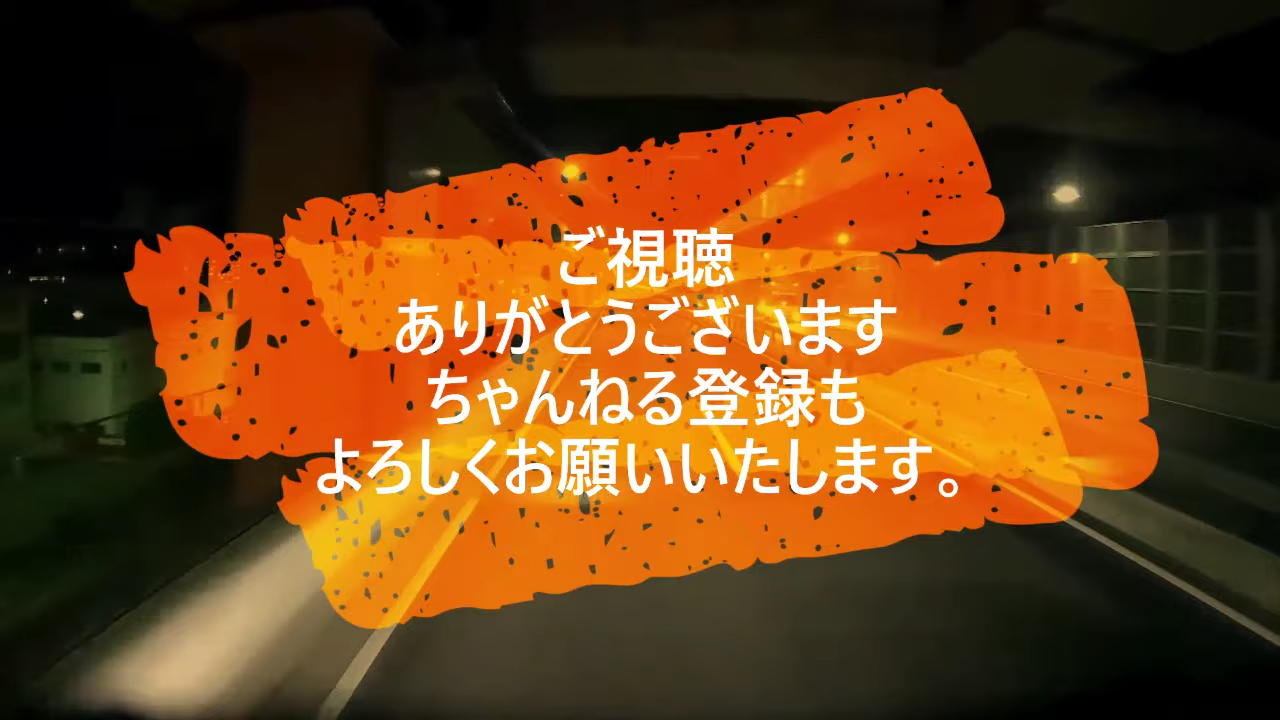 ご視聴
ありがとうございます
ちゃんねる登録も
よろしくお願いいたします。